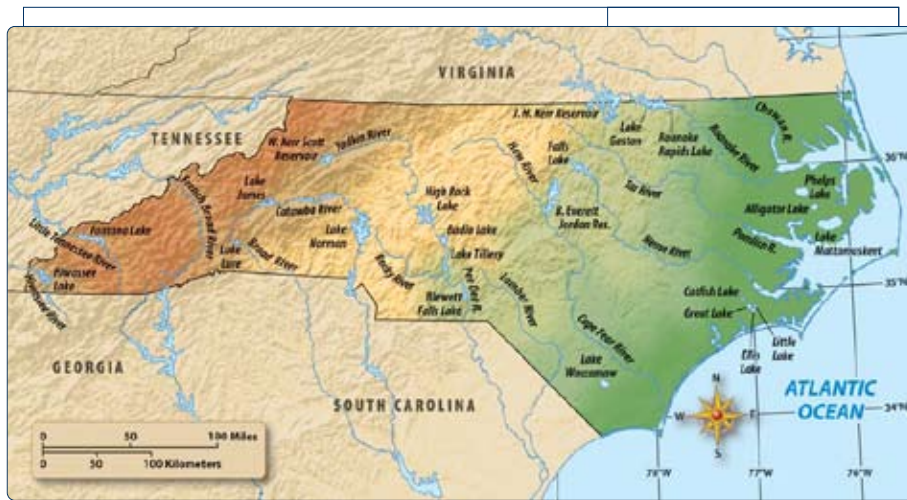 VIRGINIA
TENNESSEE
W. Kerr Scott
Reservoir
Yadkin River
J. H. Kerr Reservoir
Lake
Gaston
Roanoke
Rapids Lake
Chowan R.
Roanoke River
36°N
Haw River
Falls
Lake
Tar River
Phelps
Lake
Alligator Lake
French Broad River
Lake
James
Catawba River
High Rock
Lake
B. Everett
Jordan Res.
Neuse River
Pamlico R.
Lake
Mattamuskeet
Fontana Lake
Little Tennessee River
Lake
Lure
Broad River
Lake
Norman
Badin Lake
Lake Tillery
Rocky River
Pee Dee R.
Lumber River
Hiwassee
Lake
Hiwassee River
Blewett
Falls Lake
Cape Fear River
Catfish Lake
Great Lake
35°N
Ellis
Lake
Little
Lake
Lake
Waccamaw
GEORGIA
SOUTH CAROLINA
ATLANTIC
OCEAN
N
W
E
S
34°N
0
50
100 Miles
0
50
100 Kilometers
78°W
77°W
76°W